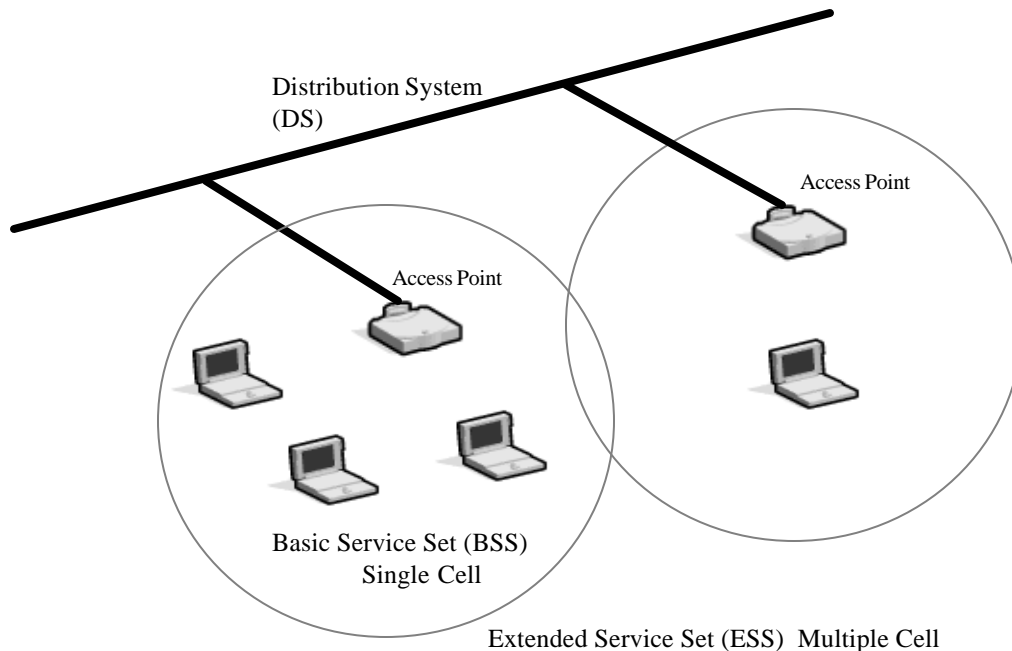 Distribution System
(DS)
Access Point
Access Point
Basic Service Set (BSS)
Single Cell
Extended Service Set (ESS) Multiple Cell